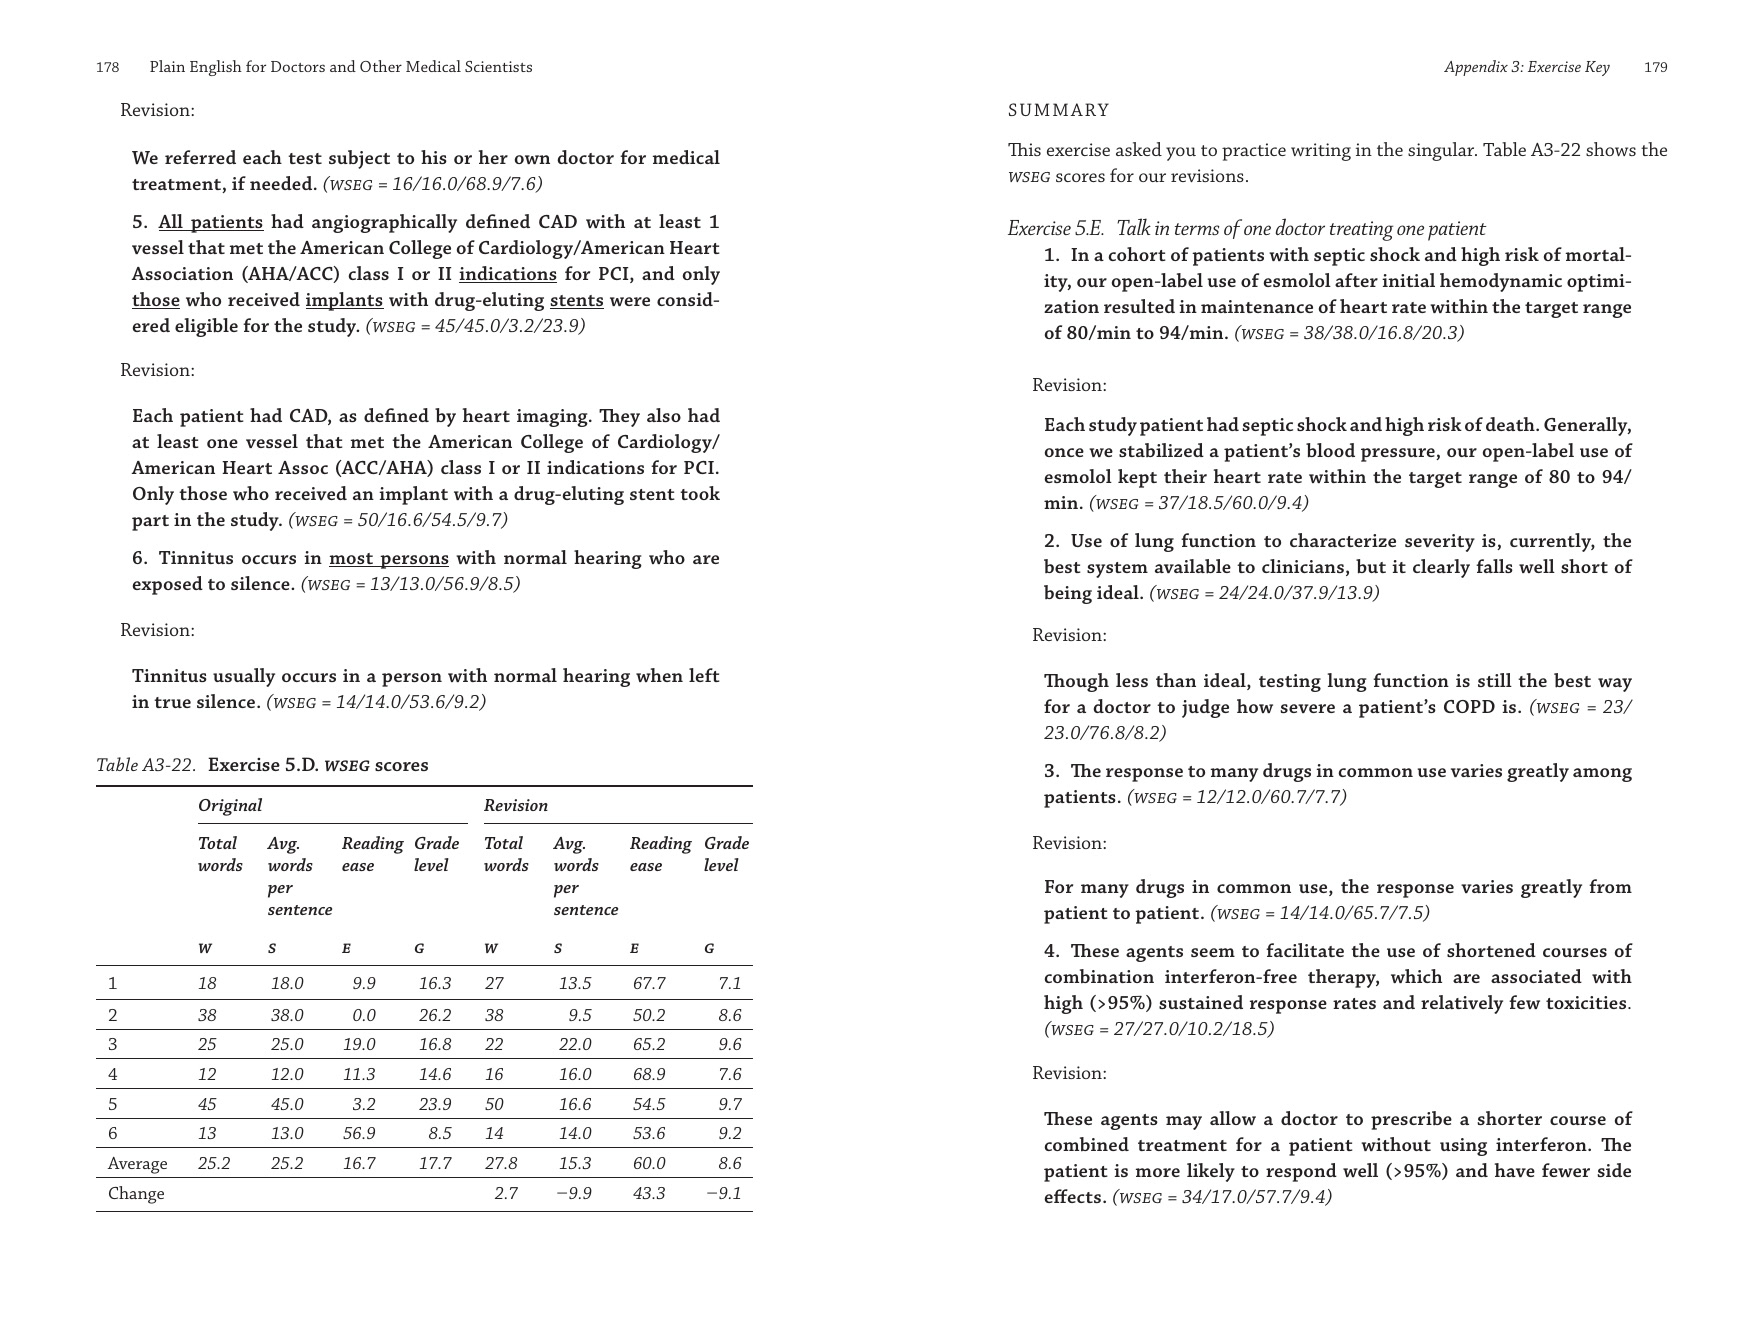 178 Plain English for Doctors and Other Medical Scientists
Revision:
We referred each test subject to his or her own doctor for medical
treatment, if needed. (WSEG = 16/16.0/68.9/7.6)
5. All patients had angiographically defined CAD with at least 1
vessel that met the American College of Cardiology/American Heart
Association (AHA/ACC) class I or II indications for PCI, and only
those who received implants with drug-eluting stents were consid-
ered eligible for the study. (WSEG = 45/45.0/3.2/23.9)
Revision:
Each patient had CAD, as defined by heart imaging. They also had
at least one vessel that met the American College of Cardiology/
American Heart Assoc (ACC/AHA) class I or II indications for PCI.
Only those who received an implant with a drug-eluting stent took
part in the study. (WSEG = 50/16.6/54.5/9.7)
6. Tinnitus occurs in most persons with normal hearing who are
exposed to silence. (WSEG = 13/13.0/56.9/8.5)
Revision:
Tinnitus usually occurs in a person with normal hearing when left
in true silence. (WSEG = 14/14.0/53.6/9.2)
Table A3-22. Exercise 5.D. WSEG scores
Original Revision
Total Avg. Reading Grade Total Avg. Reading Grade
words words ease level words words ease level
per per
sentence sentence
W S E G W S E G
1 18 18.0 9.9 16.3 27 13.5 67.7 7.1
2 38 38.0 0.0 26.2 38 9.5 50.2 8.6
3 25 25.0 19.0 16.8 22 22.0 65.2 9.6
4 12 12.0 11.3 14.6 16 16.0 68.9 7.6
5 45 45.0 3.2 23.9 50 16.6 54.5 9.7
6 13 13.0 56.9 8.5 14 14.0 53.6 9.2
Average 25.2 25.2 16.7 17.7 27.8 15.3 60.0 8.6
Change 2.7 −9.9 43.3 −9.1
Appendix 3: Exercise Key 179
SUMMARY
This exercise asked you to practice writing in the singular. Table A3-22 shows the
WSEG scores for our revisions.
Exercise 5.E. Talk in terms of one doctor treating one patient
1. In a cohort of patients with septic shock and high risk of mortal-
ity, our open-label use of esmolol after initial hemodynamic optimi-
zation resulted in maintenance of heart rate within the target range
of 80/min to 94/min. (WSEG = 38/38.0/16.8/20.3)
Revision:
Each study patient had septic shock and high risk of death. Generally,
once we stabilized a patient’s blood pressure, our open-label use of
esmolol kept their heart rate within the target range of 80 to 94/
min. (WSEG = 37/18.5/60.0/9.4)
2. Use of lung function to characterize severity is, currently, the
best system available to clinicians, but it clearly falls well short of
being ideal. (WSEG = 24/24.0/37.9/13.9)
Revision:
Though less than ideal, testing lung function is still the best way
for a doctor to judge how severe a patient’s COPD is. (WSEG = 23/
23.0/76.8/8.2)
3. The response to many drugs in common use varies greatly among
patients. (WSEG = 12/12.0/60.7/7.7)
Revision:
For many drugs in common use, the response varies greatly from
patient to patient. (WSEG = 14/14.0/65.7/7.5)
4. These agents seem to facilitate the use of shortened courses of
combination interferon-free therapy, which are associated with
high (>95%) sustained response rates and relatively few toxicities.
(WSEG = 27/27.0/10.2/18.5)
Revision:
These agents may allow a doctor to prescribe a shorter course of
combined treatment for a patient without using interferon. The
patient is more likely to respond well (>95%) and have fewer side
effects. (WSEG = 34/17.0/57.7/9.4)